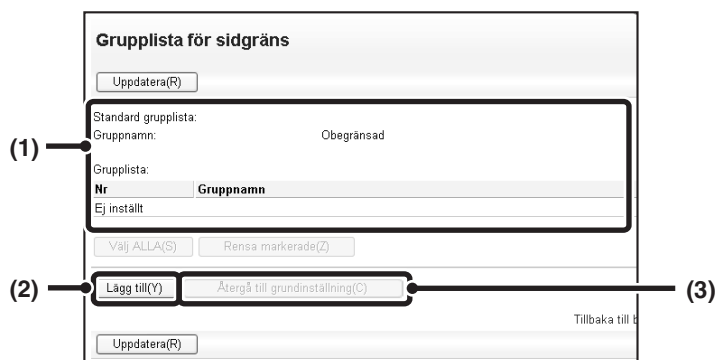 Grupplista för sidgräns
Uppdatera(R)
Standard grupplista:
(1) Gruppnamn: Obegränsad
Grupplista:
Nr Gruppnamn
Ej inställt
Välj ALLA(S) Rensa markerade(Z)
(2) Lägg till(Y) Återgå till grundinställning(C) (3)
Tillbaka till
Uppdatera(R)